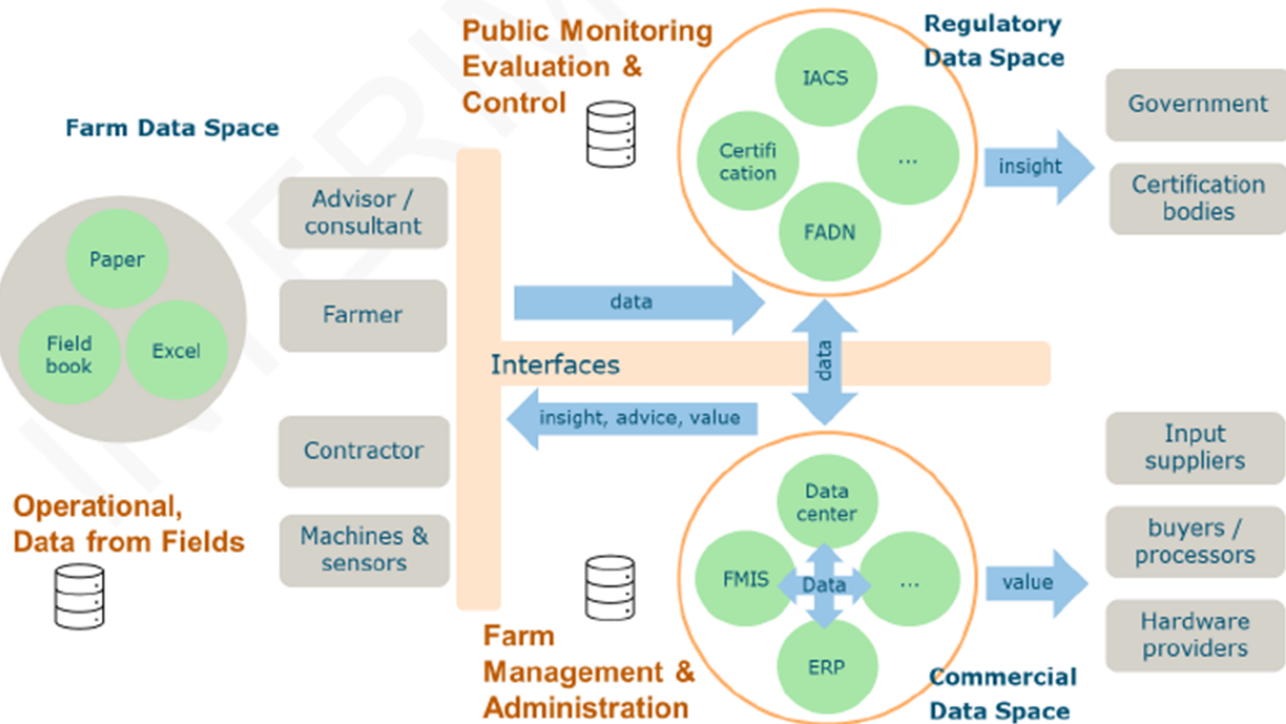 Public Monitoring
Evaluation &
Control
Regulatory
Data Space
Farm Data Space
IACS
Certifi
cation
...
FADN
insight
Government
Certification
bodies
Paper
Field
book
Excel
Advisor /
consultant
Farmer
Contractor
Machines &
sensors
data
Interfaces
data
insight, advice, value
Operational,
Data from Fields
Data
center
FMIS
Data
...
ERP
value
Input
suppliers
buyers /
processors
Hardware
providers
Farm
Management &
Administration
Commercial
Data Space